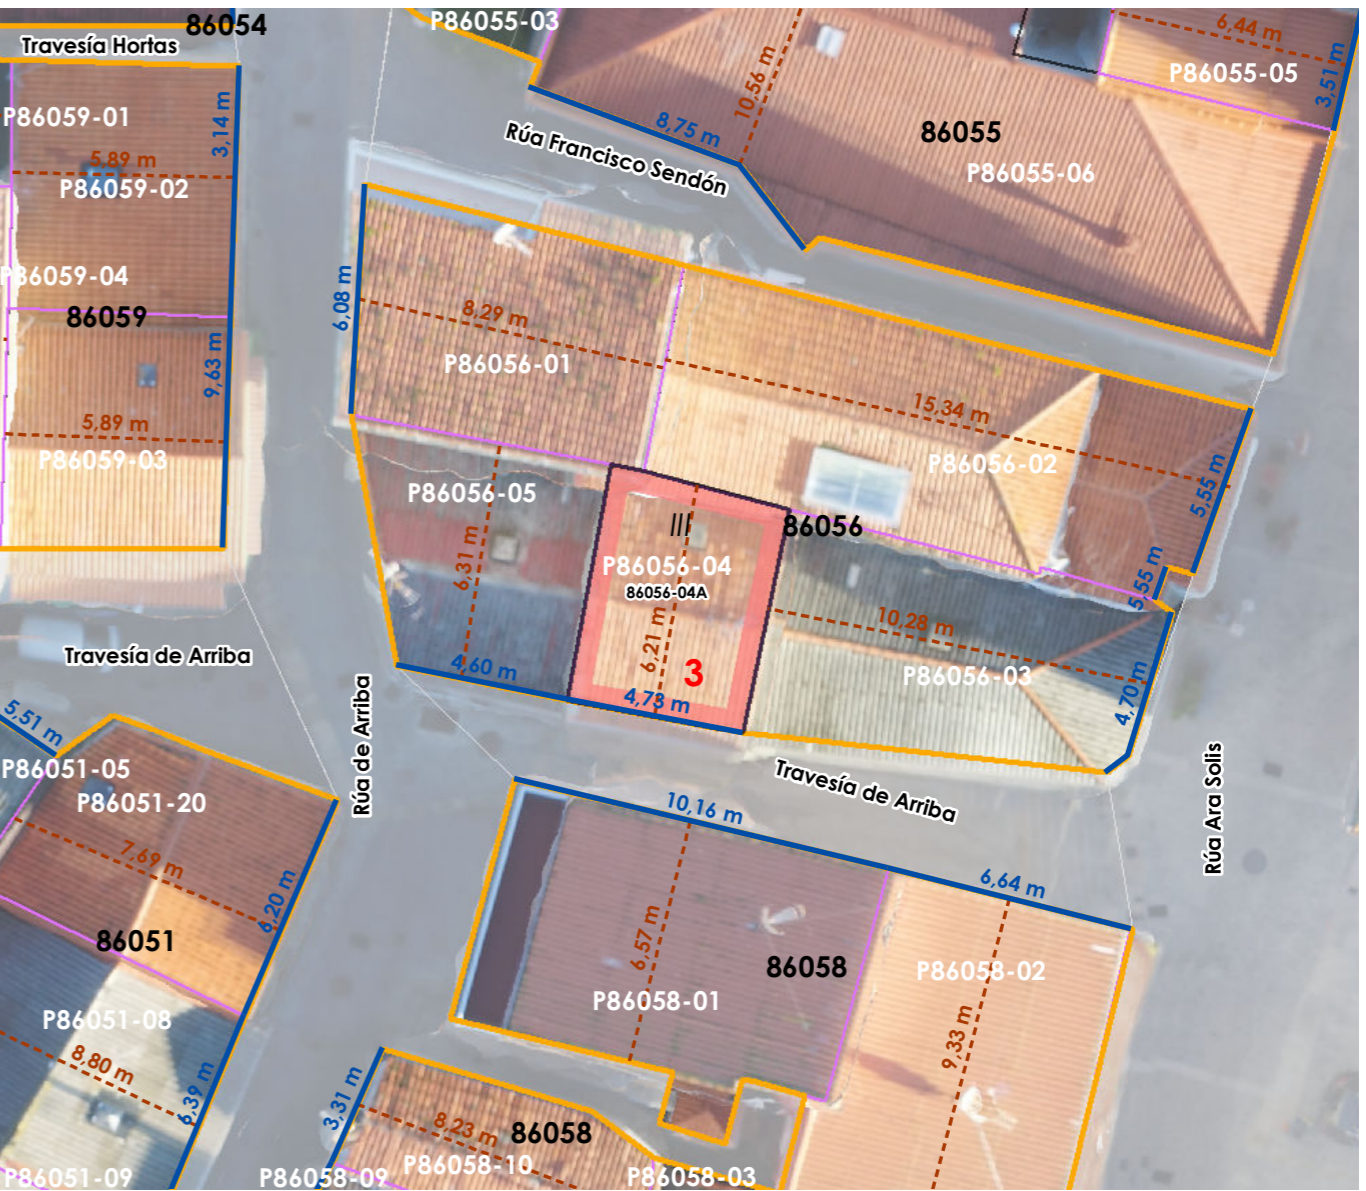 86054
P86055-03
Travesía Hortas
6,44 m
P86055-05
3,51 m
10,56 m
8,75 m
86055
P86055-06
Rúa Francisco Sendón
P86059-01
3,14 m
5,89 m
P86059-02
P86059-04
86059
9,63 m
5,89 m
P86059-03
6,08 m
8,29 m
P86056-01
15,34 m
P86056-02
5,55 m
P86056-05
III
86056
6,31 m
P86056-04
86056-04A
5,55 m
10,28 m
6,21 m
3
P86056-03
4,60 m
4,73 m
4,70 m
Travesía de Arriba
Rúa de Arriba
5,51 m
P86051-05
P86051-20
7,69 m
6,20 m
Travesía de Arriba
Rúa Ara Solis
10,16 m
6,64 m
86051
6,57 m
86058
P86058-02
P86058-01
P86051-08
8,80 m
6,39 m
9,33 m
3,31 m
8,23 m
86058
P86051-09
P86058-09
P86058-10
P86058-03